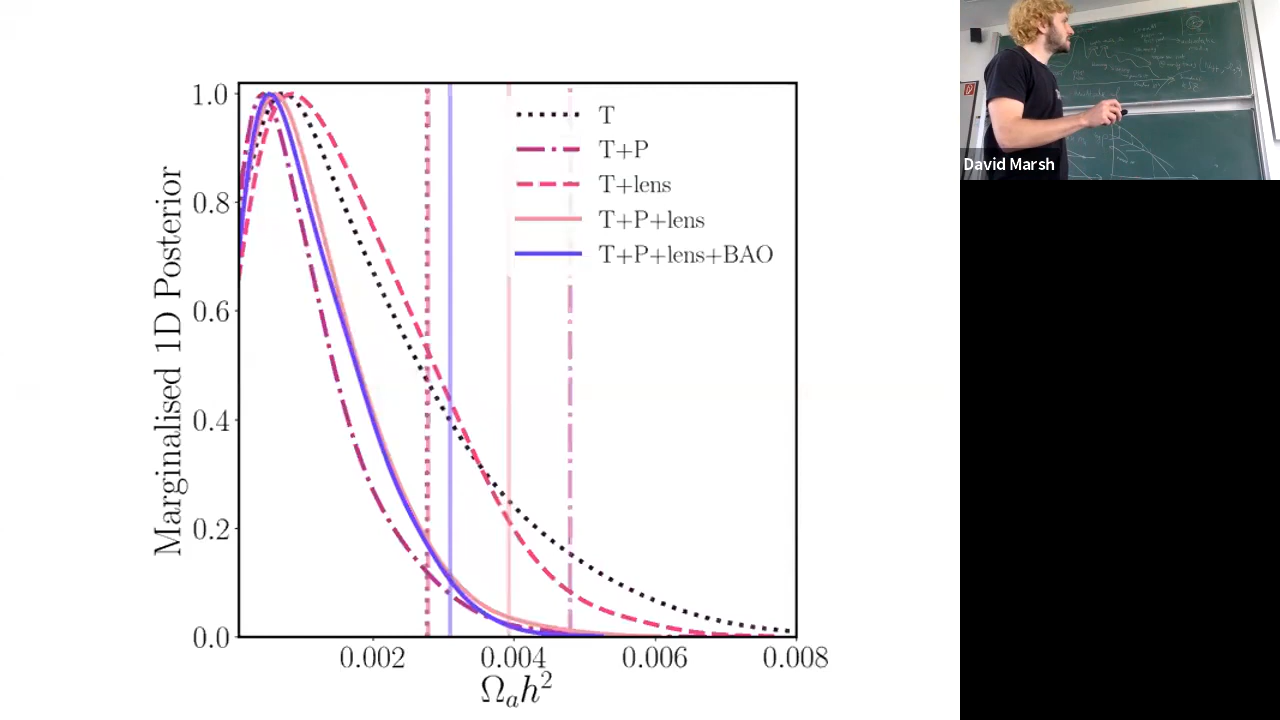 1.0
0.8
0.6
0.4
0.2
0.0
Marginalised 1D Posterior
T
T+P
T+lens
T+P+lens
T+P+lens+BAO
0.002
0.004
0.006
0.008
Ωₐh²
David Marsh